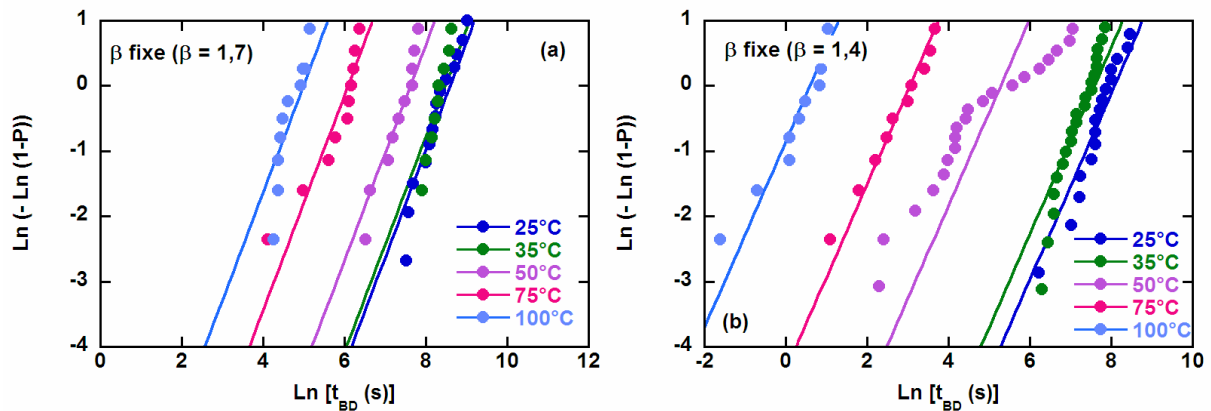 β fixe (β = 1,7)
(a)
Ln (- Ln (1-P))
1
0
-1
-2
-3
-4
25°C
35°C
50°C
75°C
100°C
0 2 4 6 8 10 12
Ln [t_BD (s)]
β fixe (β = 1,4)
(b)
Ln (- Ln (1-P))
1
0
-1
-2
-3
-4
25°C
35°C
50°C
75°C
100°C
-2 0 2 4 6 8 10
Ln [t_BD (s)]